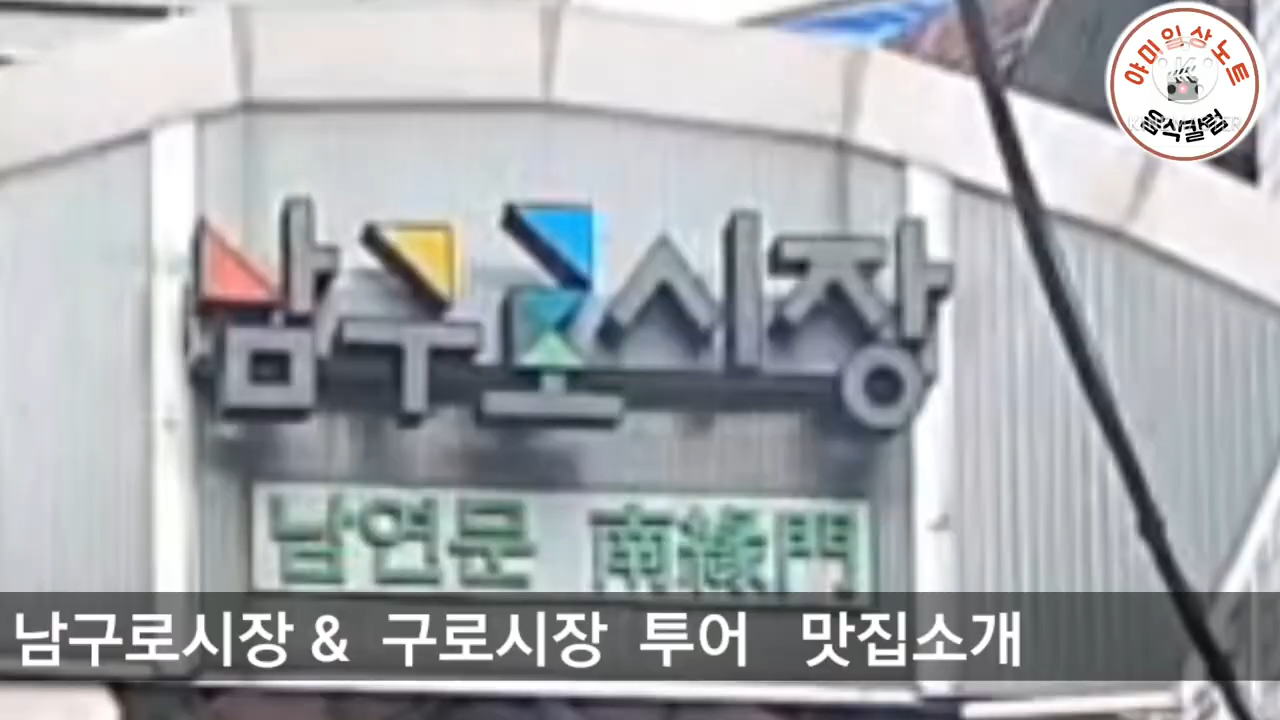 야미일상노트
음식칼럼
남구로시장
남연문 南緣門
남구로시장 & 구로시장 투어 맛집소개